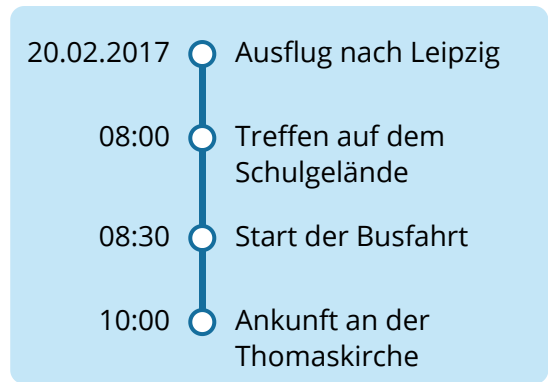 20.02.2017 Ausflug nach Leipzig
08:00 Treffen auf dem
Schulgelände
08:30 Start der Busfahrt
10:00 Ankunft an der
Thomaskirche